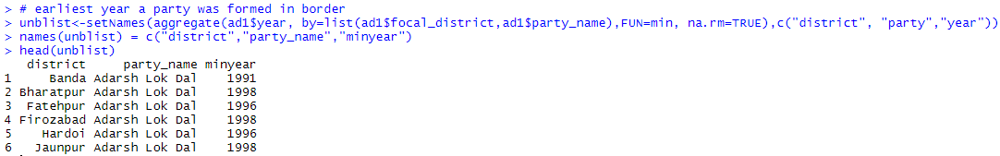 > # earliest year a party was formed in border
> unblist<-setNames(aggregate(ad1$year, by=list(ad1$focal_district,ad1$party_name),FUN=min, na.rm=TRUE),c("district", "party","year"))
> names(unblist) = c("district","party_name","minyear")
> head(unblist)
district party_name minyear
1 Banda Adarsh Lok Dal 1991
2 Bharatpur Adarsh Lok Dal 1998
3 Fatehpur Adarsh Lok Dal 1996
4 Firozabad Adarsh Lok Dal 1998
5 Hardoi Adarsh Lok Dal 1996
6 Jaunpur Adarsh Lok Dal 1998